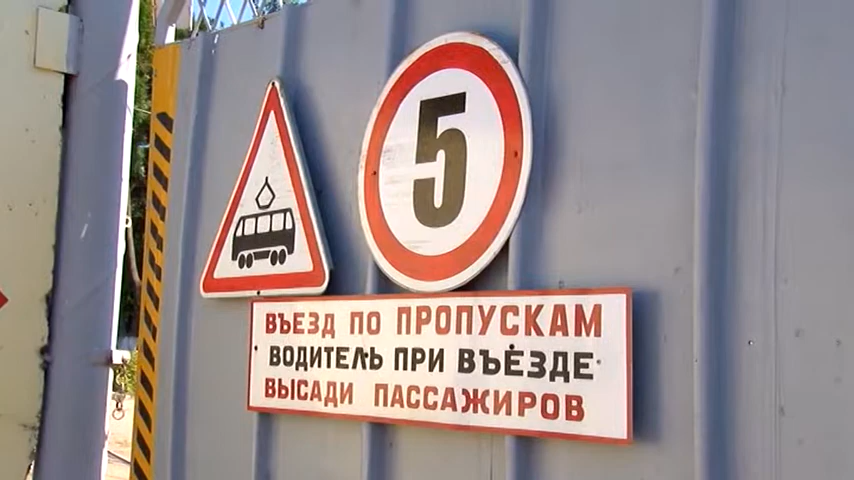 5
ВЪЕЗД ПО ПРОПУСКАМ
ВОДИТЕЛЬ ПРИ ВЪЕЗДЕ
ВЫСАДИ ПАССАЖИРОВ